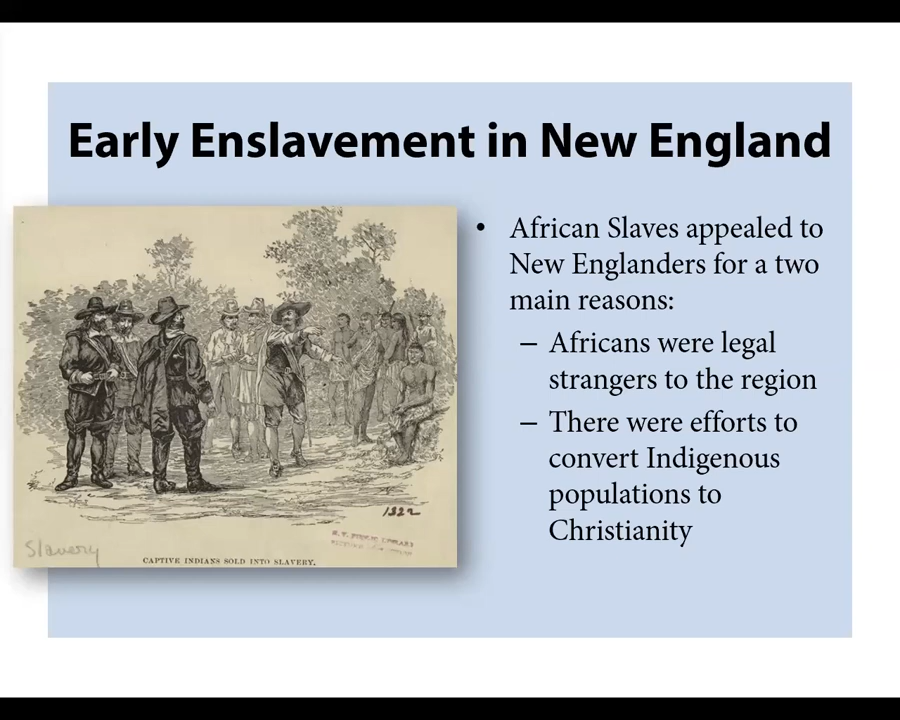 Early Enslavement in New England
• African Slaves appealed to
New Englanders for a two
main reasons:
– Africans were legal
strangers to the region
– There were efforts to
convert Indigenous
populations to
Christianity
1322
Slavery
CAPTIVE INDIANS SOLD INTO SLAVERY.